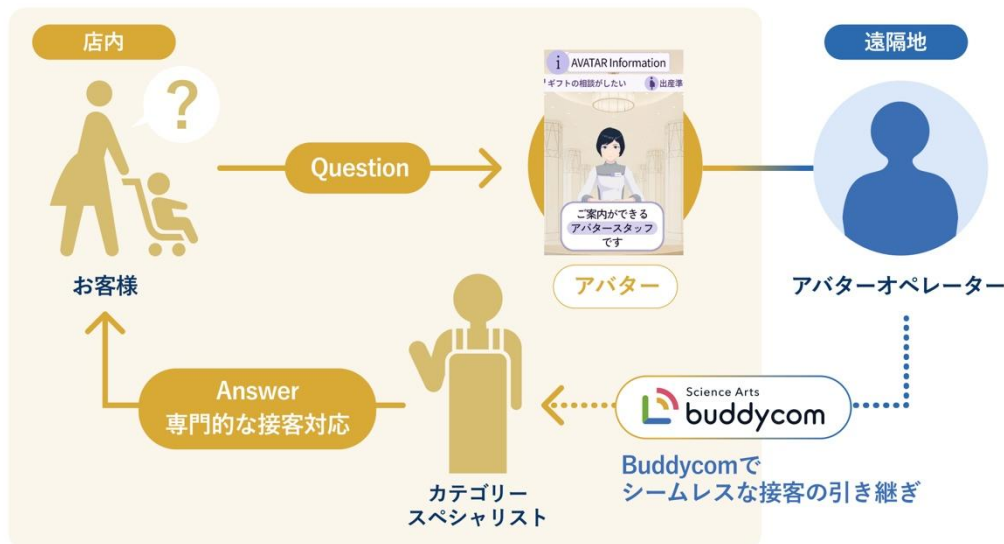 店内
遠隔地
?
i AVATAR Information
ギフトの相談がしたい 出産準
ご案内ができる
アバタースタッフ
です
Question
お客様
アバター
アバターオペレーター
Answer
専門的な接客対応
カテゴリー
スペシャリスト
Science Arts
buddycom
Buddycomで
シームレスな接客の引き継ぎ